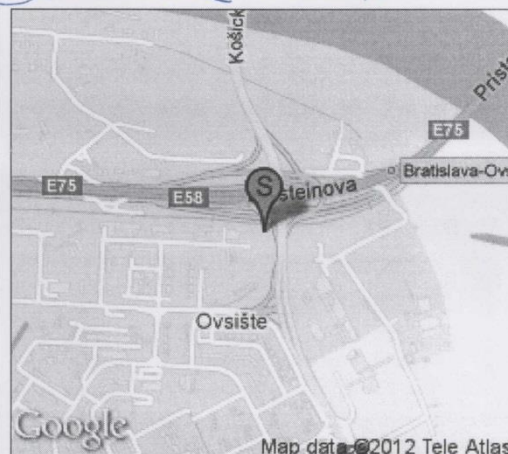 Košick
Prist
E75
Bratislava-Ov
E75
E58
S
steinova
Ovsište
Google
Map data ©2012 Tele Atlas